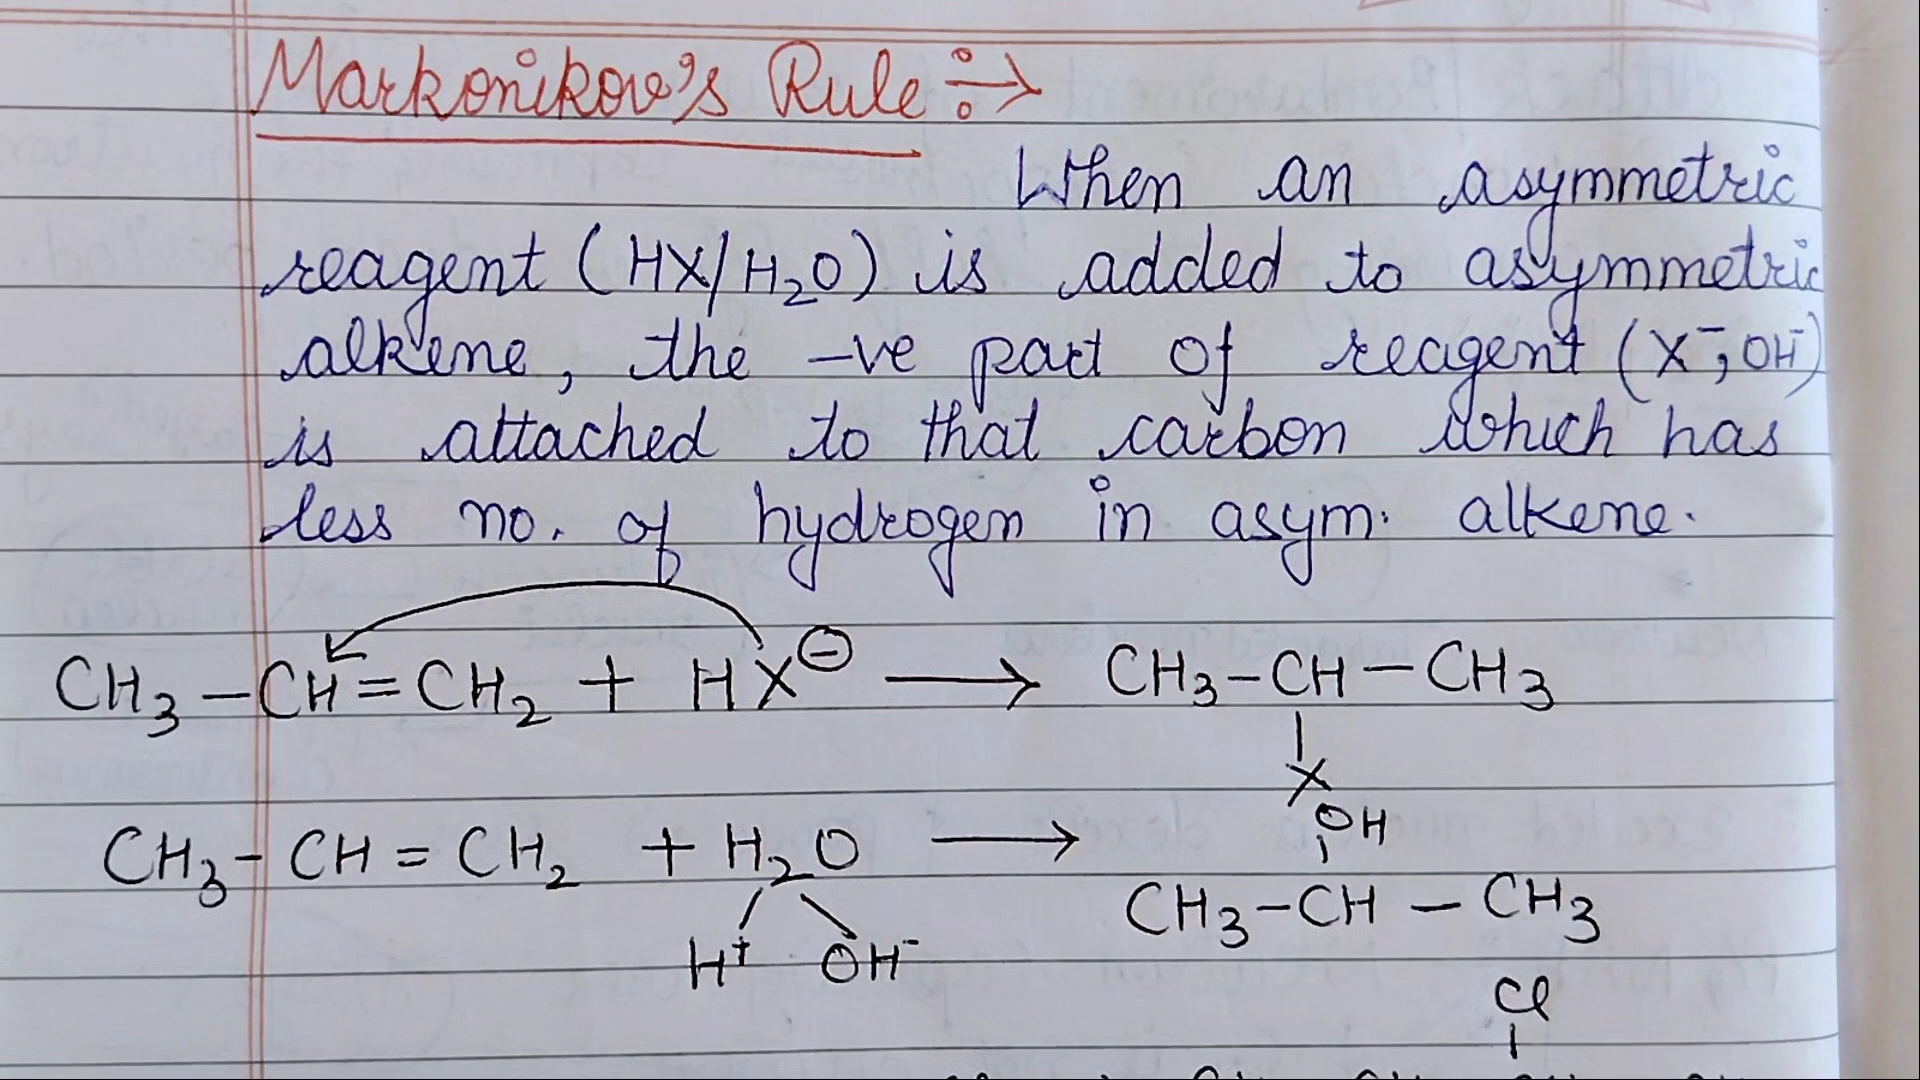 Markonikov's Rule ÷→
When an asymmetric
reagent (HX/H₂O) is added to asymmetric
alkene, the -ve part of reagent (X⁻, OH⁻)
is attached to that carbon which has
less no. of hydrogen in asym. alkene.
CH₃-CH=CH₂ + HX⊖ → CH₃-CH-CH₃
X
CH₃-CH=CH₂ + H₂O →
OH
CH₃-CH-CH₃
H⁺ OH⁻
Cl